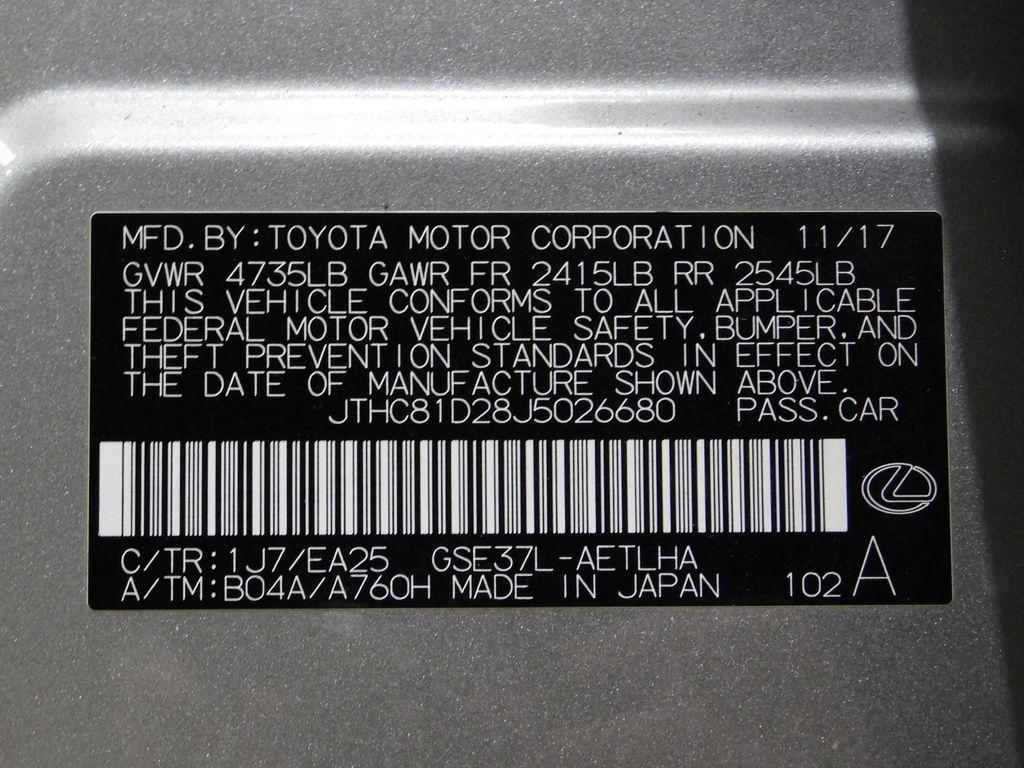 MFD.BY:TOYOTA MOTOR CORPORATION 11/17
GVWR 4735LB GAWR FR 2415LB RR 2545LB
THIS VEHICLE CONFORMS TO ALL APPLICABLE
FEDERAL MOTOR VEHICLE SAFETY,BUMPER,AND
THEFT PREVENTION STANDARDS IN EFFECT ON
THE DATE OF MANUFACTURE SHOWN ABOVE.
JTHC81D28J5026680 PASS.CAR
C/TR:1J7/EA25 GSE37L-AETLHA
A/TM:B04A/A760H MADE IN JAPAN 102 A